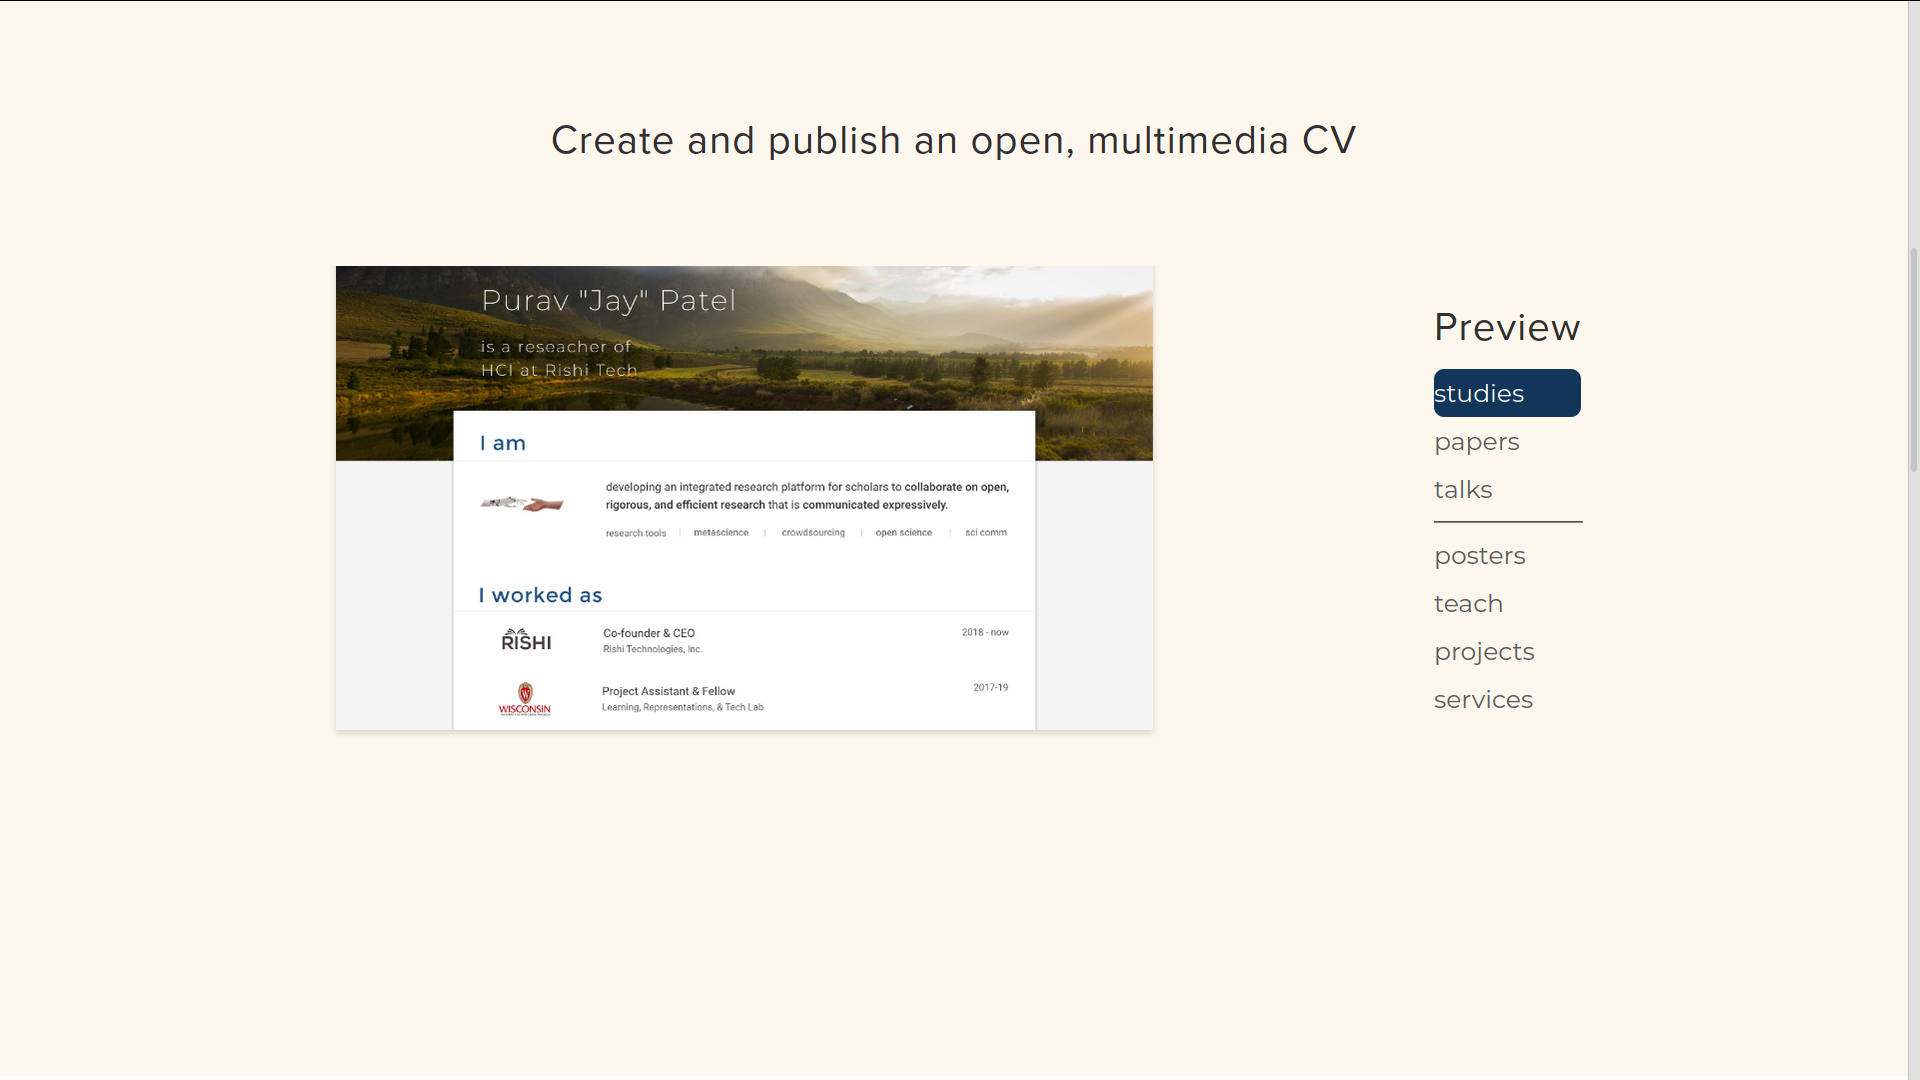 Create and publish an open, multimedia CV
Purav "Jay" Patel
is a reseacher of
HCI at Rishi Tech
I am
developing an integrated research platform for scholars to collaborate on open,
rigorous, and efficient research that is communicated expressively.
research tools | metascience | crowdsourcing | open science | sci comm
I worked as
RISHI
Co-founder & CEO
2018 - now
Rishi Technologies, Inc.
W
WISCONSIN
Project Assistant & Fellow
2017-19
Learning, Representations, & Tech Lab
Preview
studies
papers
talks
posters
teach
projects
services